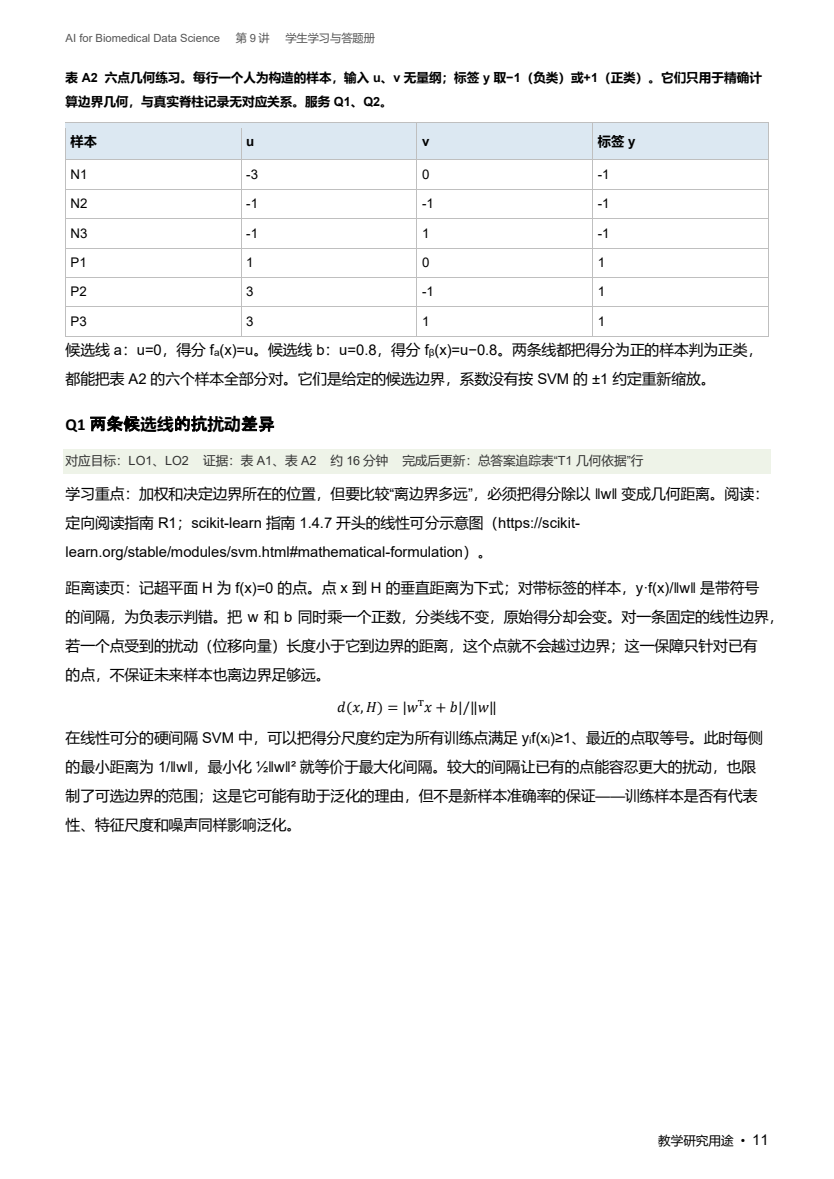 AI for Biomedical Data Science 第 9 讲 学生学习与答题册
表 A2 六点几何练习。每行一个人为构造的样本，输入 u、v 无量纲；标签 y 取−1（负类）或+1（正类）。它们只用于精确计
算边界几何，与真实脊柱记录无对应关系。服务 Q1、Q2。
样本 u v 标签 y
N1 -3 0 -1
N2 -1 -1 -1
N3 -1 1 -1
P1 1 0 1
P2 3 -1 1
P3 3 1 1
候选线 a：u=0，得分 fₐ(x)=u。候选线 b：u=0.8，得分 fᵦ(x)=u−0.8。两条线都把得分为正的样本判为正类，
都能把表 A2 的六个样本全部分对。它们是给定的候选边界，系数没有按 SVM 的 ±1 约定重新缩放。
Q1 两条候选线的抗扰动差异
对应目标：LO1、LO2 证据：表 A1、表 A2 约 16 分钟 完成后更新：总答案追踪表“T1 几何依据”行
学习重点：加权和决定边界所在的位置，但要比较“离边界多远”，必须把得分除以 ‖w‖ 变成几何距离。阅读：
定向阅读指南 R1；scikit-learn 指南 1.4.7 开头的线性可分示意图（https://scikit-
learn.org/stable/modules/svm.html#mathematical-formulation）。
距离读页：记超平面 H 为 f(x)=0 的点。点 x 到 H 的垂直距离为下式；对带标签的样本，y·f(x)/‖w‖ 是带符号
的间隔，为负表示判错。把 w 和 b 同时乘一个正数，分类线不变，原始得分却会变。对一条固定的线性边界，
若一个点受到的扰动（位移向量）长度小于它到边界的距离，这个点就不会越过边界；这一保障只针对已有
的点，不保证未来样本也离边界足够远。
d(x, H) = |wᵀx + b|/‖w‖
在线性可分的硬间隔 SVM 中，可以把得分尺度约定为所有训练点满足 yᵢf(xᵢ)≥1、最近的点取等号。此时每侧
的最小距离为 1/‖w‖，最小化 ½‖w‖² 就等价于最大化间隔。较大的间隔让已有的点能容忍更大的扰动，也限
制了可选边界的范围；这是它可能有助于泛化的理由，但不是新样本准确率的保证——训练样本是否有代表
性、特征尺度和噪声同样影响泛化。
教学研究用途 · 11